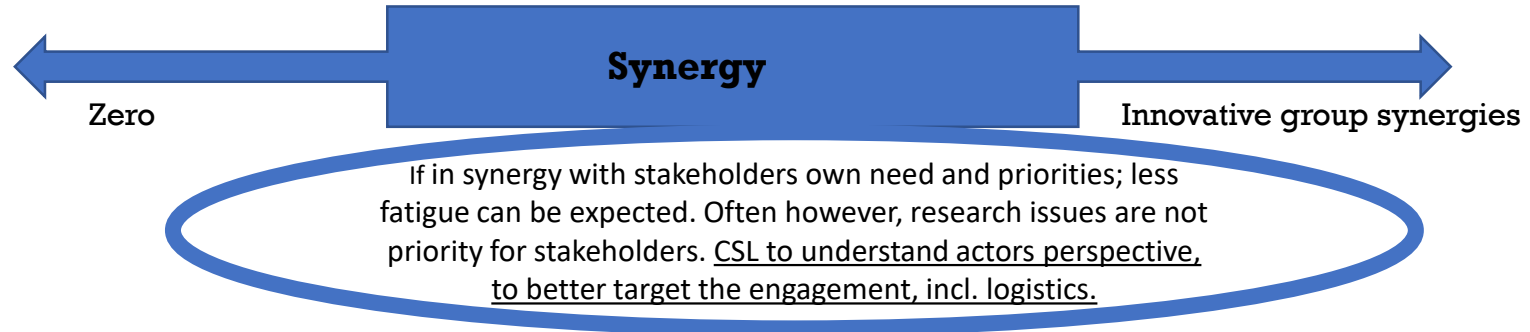 Synergy
Zero
Innovative group synergies
If in synergy with stakeholders own need and priorities; less
fatigue can be expected. Often however, research issues are not
priority for stakeholders. CSL to understand actors perspective,
to better target the engagement, incl. logistics.